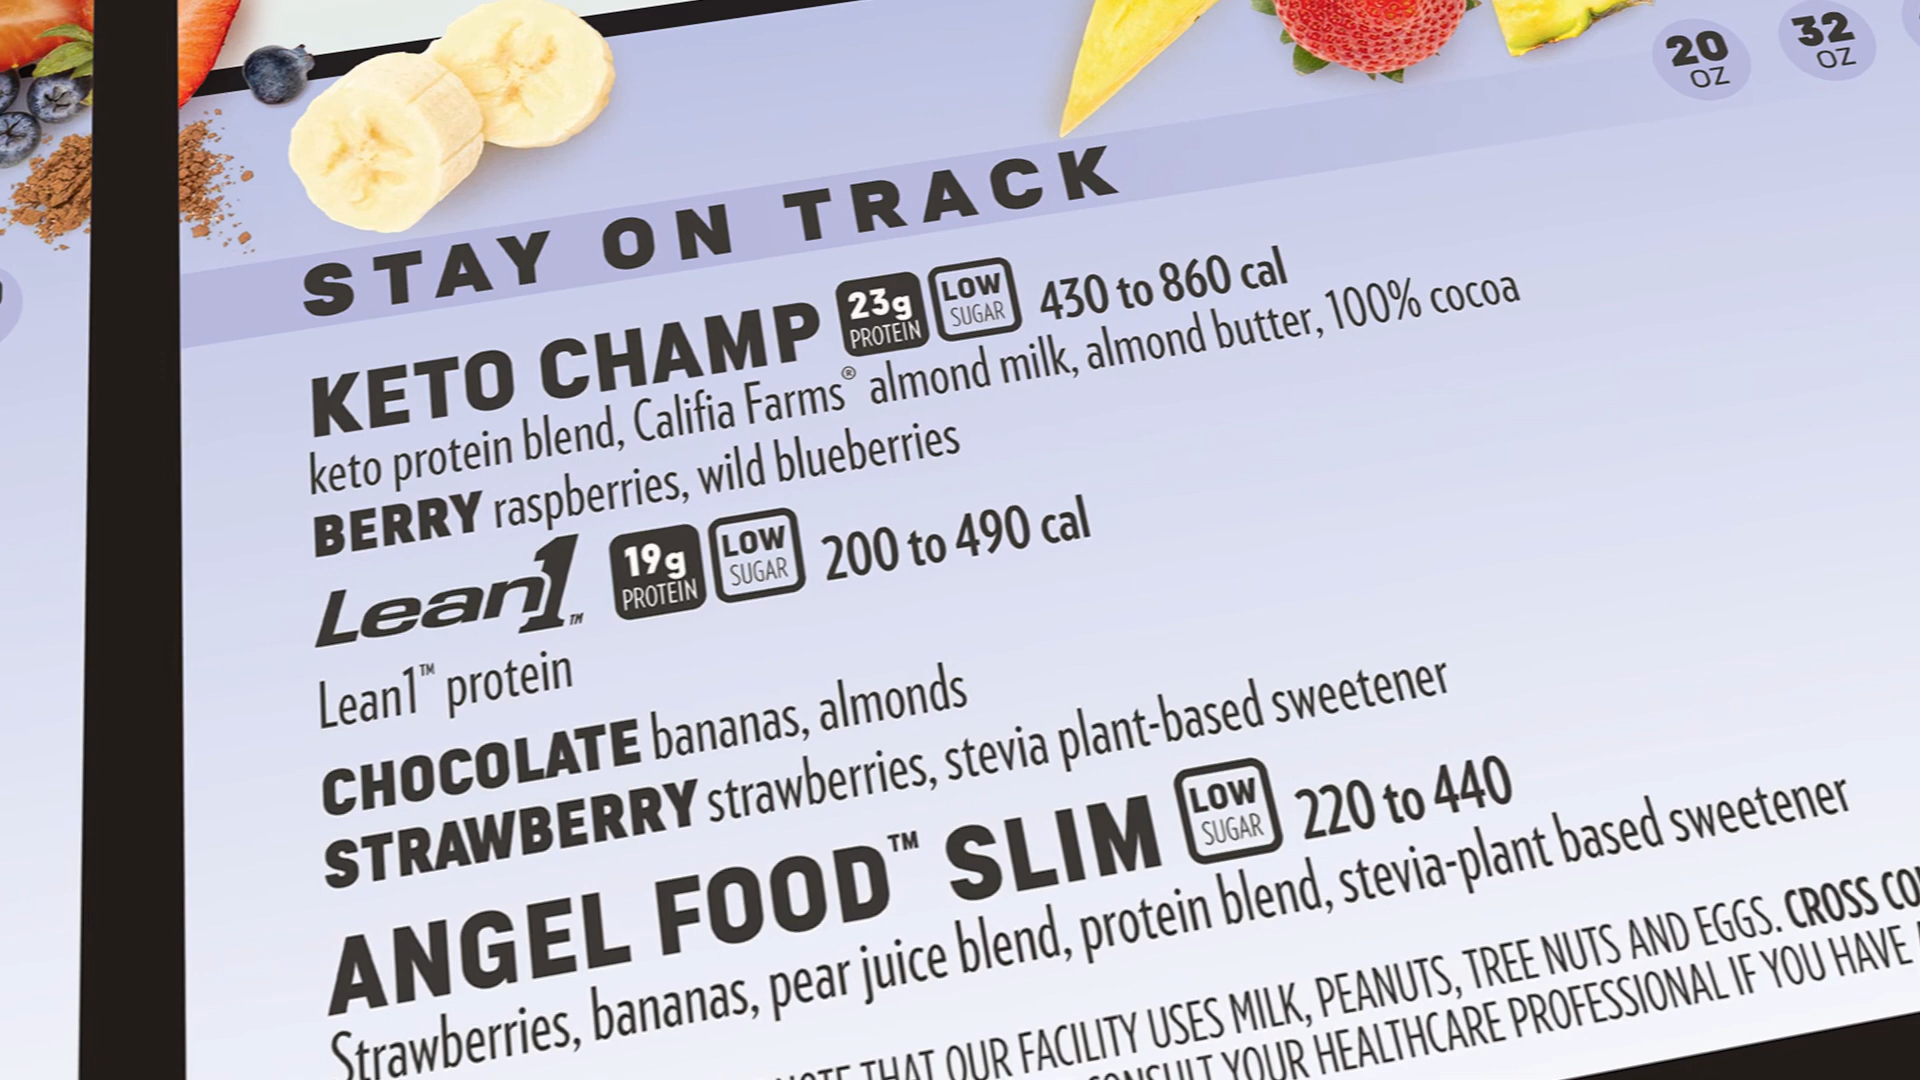 20 OZ
32 OZ
STAY ON TRACK
KETO CHAMP 23g PROTEIN LOW SUGAR 430 to 860 cal
keto protein blend, Califia Farms® almond milk, almond butter, 100% cocoa
BERRY raspberries, wild blueberries
Lean1™ 19g PROTEIN LOW SUGAR 200 to 490 cal
Lean1™ protein
CHOCOLATE bananas, almonds
STRAWBERRY strawberries, stevia plant-based sweetener
ANGEL FOOD™ SLIM LOW SUGAR 220 to 440
Strawberries, bananas, pear juice blend, protein blend, stevia-plant based sweetener
THAT OUR FACILITY USES MILK, PEANUTS, TREE NUTS AND EGGS. CROSS
YOUR HEALTHCARE PROFESSIONAL IF YOU HAVE